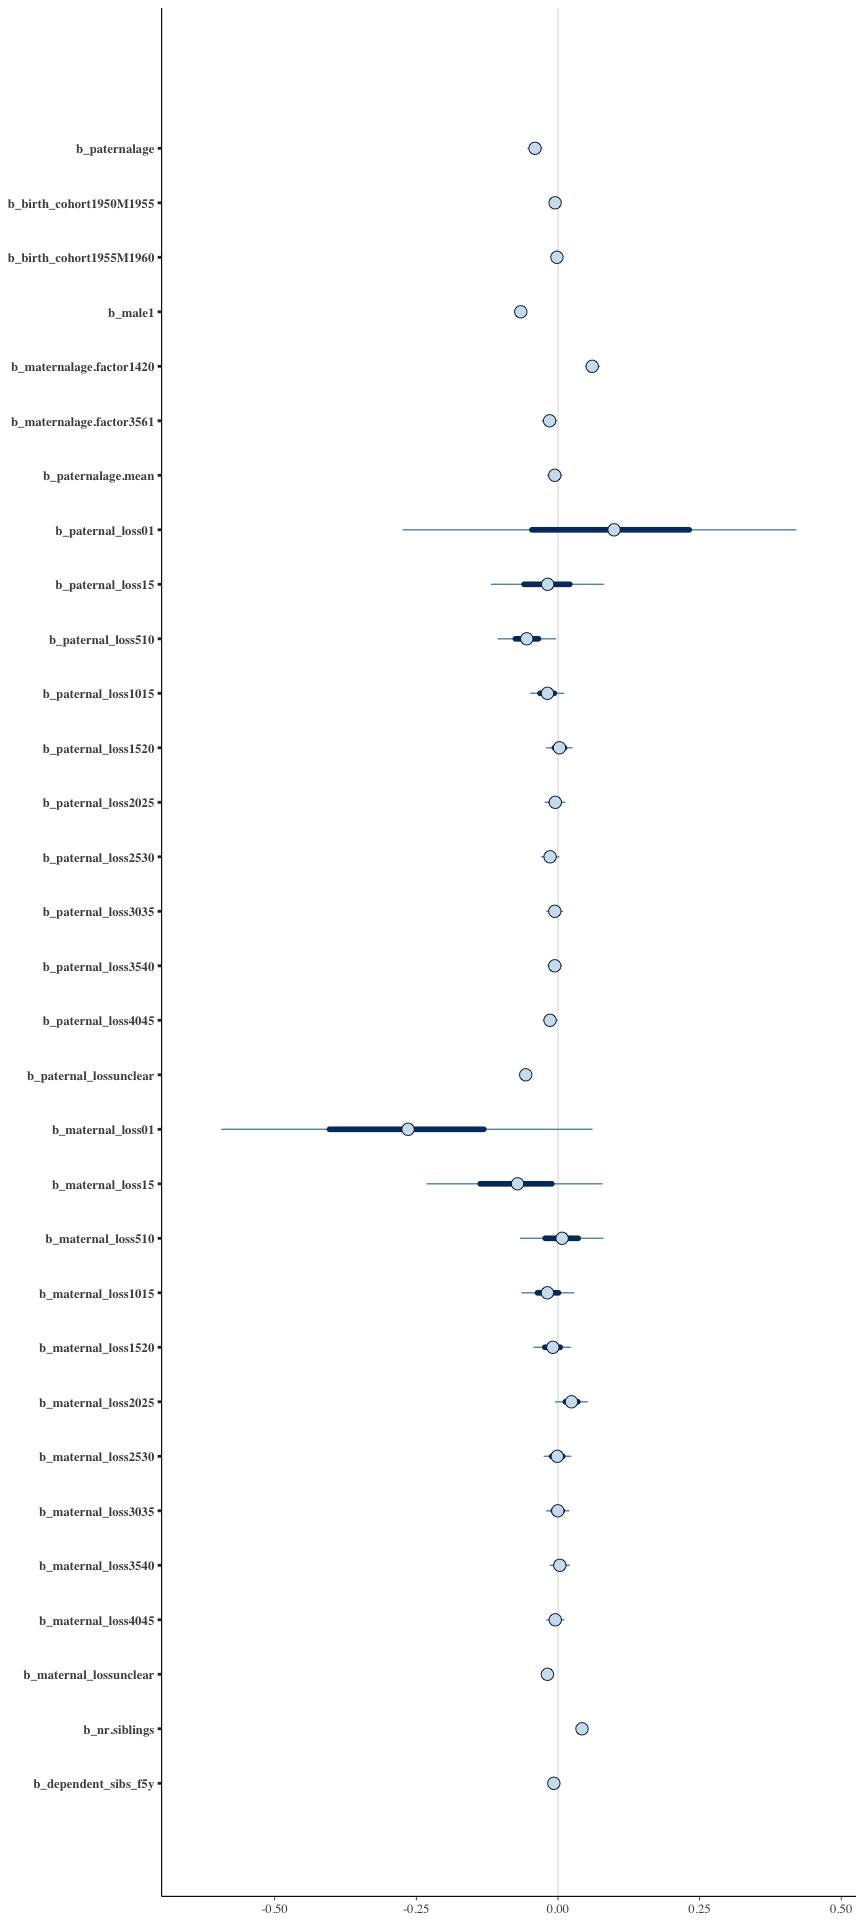 b_paternalage
b_birth_cohort1950M1955
b_birth_cohort1955M1960
b_male1
b_maternalage.factor1420
b_maternalage.factor3561
b_paternalage.mean
b_paternal_loss01
b_paternal_loss15
b_paternal_loss510
b_paternal_loss1015
b_paternal_loss1520
b_paternal_loss2025
b_paternal_loss2530
b_paternal_loss3035
b_paternal_loss3540
b_paternal_loss4045
b_paternal_lossunclear
b_maternal_loss01
b_maternal_loss15
b_maternal_loss510
b_maternal_loss1015
b_maternal_loss1520
b_maternal_loss2025
b_maternal_loss2530
b_maternal_loss3035
b_maternal_loss3540
b_maternal_loss4045
b_maternal_lossunclear
b_nr.siblings
b_dependent_sibs_f5y
-0.50 -0.25 0.00 0.25 0.50